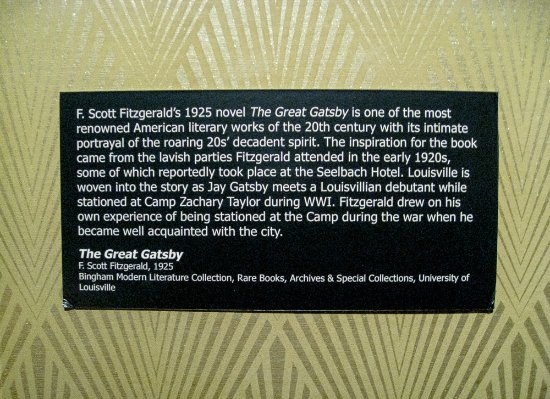 F. Scott Fitzgerald's 1925 novel The Great Gatsby is one of the most
renowned American literary works of the 20th century with its intimate
portrayal of the roaring 20s' decadent spirit. The inspiration for the book
came from the lavish parties Fitzgerald attended in the early 1920s,
some of which reportedly took place at the Seelbach Hotel. Louisville is
woven into the story as Jay Gatsby meets a Louisvillian debutant while
stationed at Camp Zachary Taylor during WWI. Fitzgerald drew on his
own experience of being stationed at the Camp during the war when he
became well acquainted with the city.
The Great Gatsby
F. Scott Fitzgerald, 1925
Bingham Modern Literature Collection, Rare Books, Archives & Special Collections, University of
Louisville